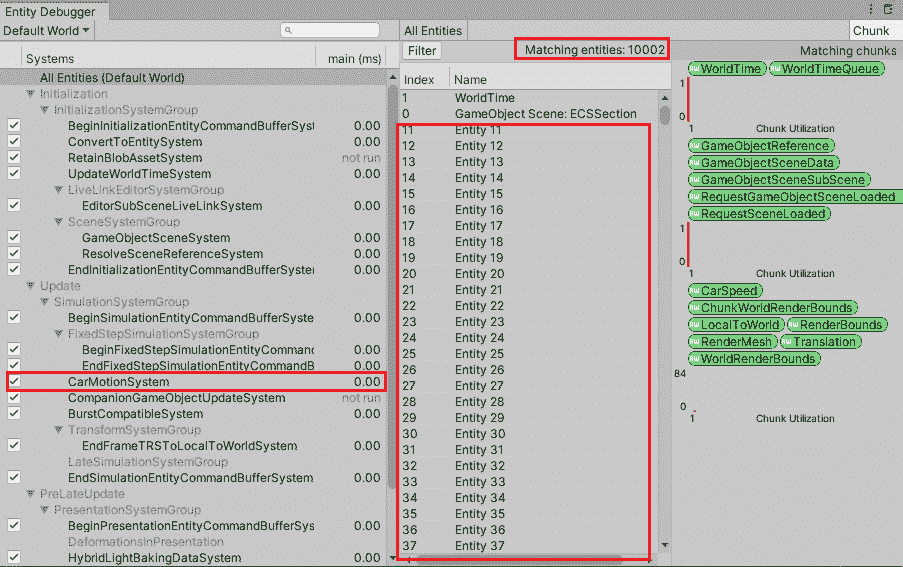 Entity Debugger
Default World
Systems main (ms)
All Entities (Default World)
Initialization
InitializationSystemGroup
BeginInitializationEntityCommandBufferSyst 0.00
ConvertToEntitySystem 0.00
RetainBlobAssetSystem not run
UpdateWorldTimeSystem 0.00
LiveLinkEditorSystemGroup
EditorSubSceneLiveLinkSystem 0.00
SceneSystemGroup
GameObjectSceneSystem 0.00
ResolveSceneReferenceSystem 0.00
EndInitializationEntityCommandBufferSyster 0.00
Update
SimulationSystemGroup
BeginSimulationEntityCommandBufferSyste 0.00
FixedStepSimulationSystemGroup
BeginFixedStepSimulationEntityCommanc 0.00
EndFixedStepSimulationEntityCommandB 0.00
CarMotionSystem 0.00
CompanionGameObjectUpdateSystem not run
BurstCompatibleSystem 0.00
TransformSystemGroup
EndFrameTRSToLocalToWorldSystem 0.00
LateSimulationSystemGroup
EndSimulationEntityCommandBufferSystem 0.00
PreLateUpdate
PresentationSystemGroup
BeginPresentationEntityCommandBufferSys 0.00
DeformationsInPresentation
HybridLightBakingDataSystem 0.00
All Entities
Filter Matching entities: 10002
Index Name
1 WorldTime
0 GameObject Scene: ECSSection
11 Entity 11
12 Entity 12
13 Entity 13
14 Entity 14
15 Entity 15
16 Entity 16
17 Entity 17
18 Entity 18
19 Entity 19
20 Entity 20
21 Entity 21
22 Entity 22
23 Entity 23
24 Entity 24
25 Entity 25
26 Entity 26
27 Entity 27
28 Entity 28
29 Entity 29
30 Entity 30
31 Entity 31
32 Entity 32
33 Entity 33
34 Entity 34
35 Entity 35
36 Entity 36
37 Entity 37
Chunk
Matching chunks
WorldTime WorldTimeQueue
1
0
1 Chunk Utilization
GameObjectReference
GameObjectSceneData
GameObjectSceneSubScene
RequestGameObjectSceneLoaded
RequestSceneLoaded
1
0
1 Chunk Utilization
CarSpeed
ChunkWorldRenderBounds
LocalToWorld RenderBounds
RenderMesh Translation
WorldRenderBounds
84
0
Chunk Utilization